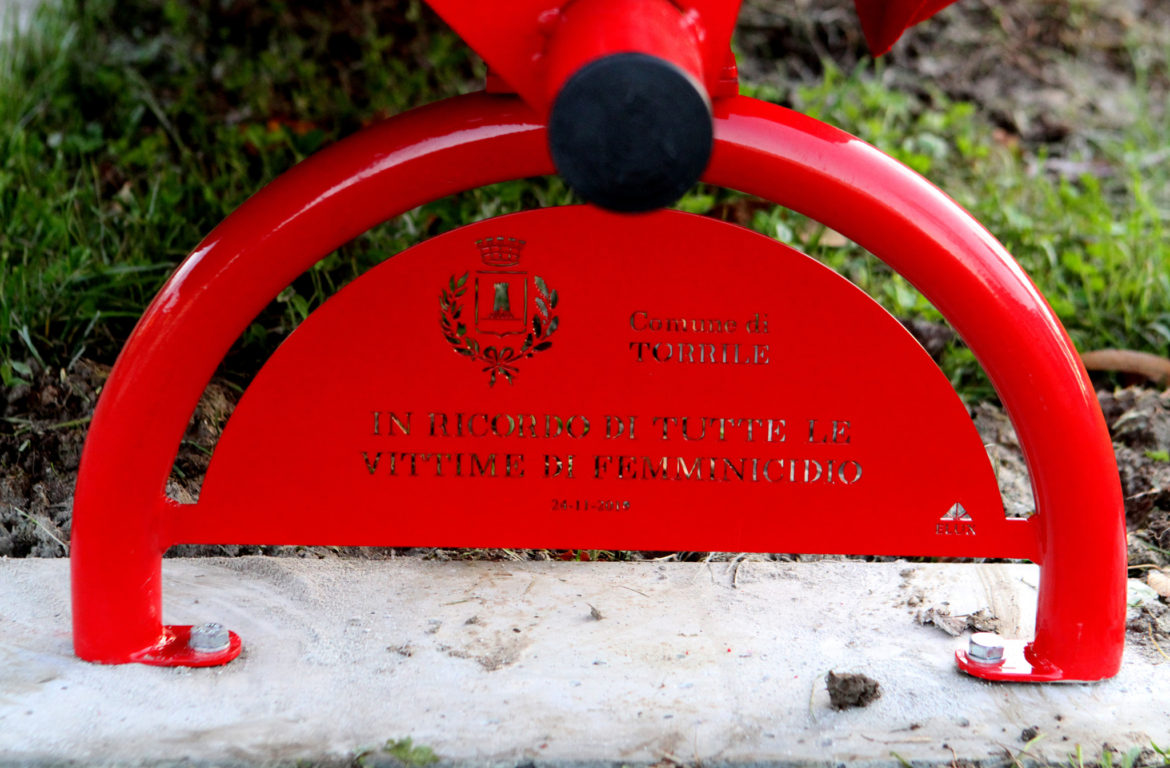 Comune di
TORRILE
IN RICORDO DI TUTTE LE
VITTIME DI FEMMINICIDIO